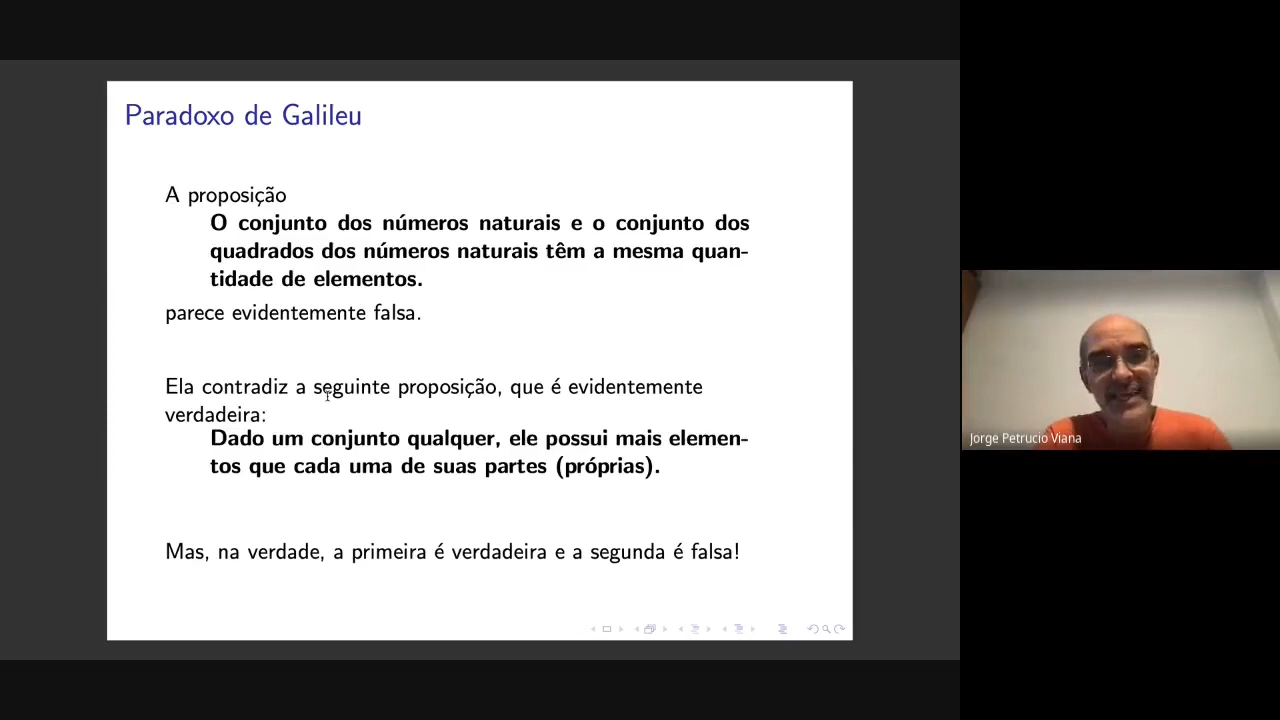 Paradoxo de Galileu
A proposição
O conjunto dos números naturais e o conjunto dos
quadrados dos números naturais têm a mesma quan-
tidade de elementos.
parece evidentemente falsa.
Ela contradiz a seguinte proposição, que é evidentemente
verdadeira:
Dado um conjunto qualquer, ele possui mais elemen-
tos que cada uma de suas partes (próprias).
Mas, na verdade, a primeira é verdadeira e a segunda é falsa!
Jorge Petrucio Viana